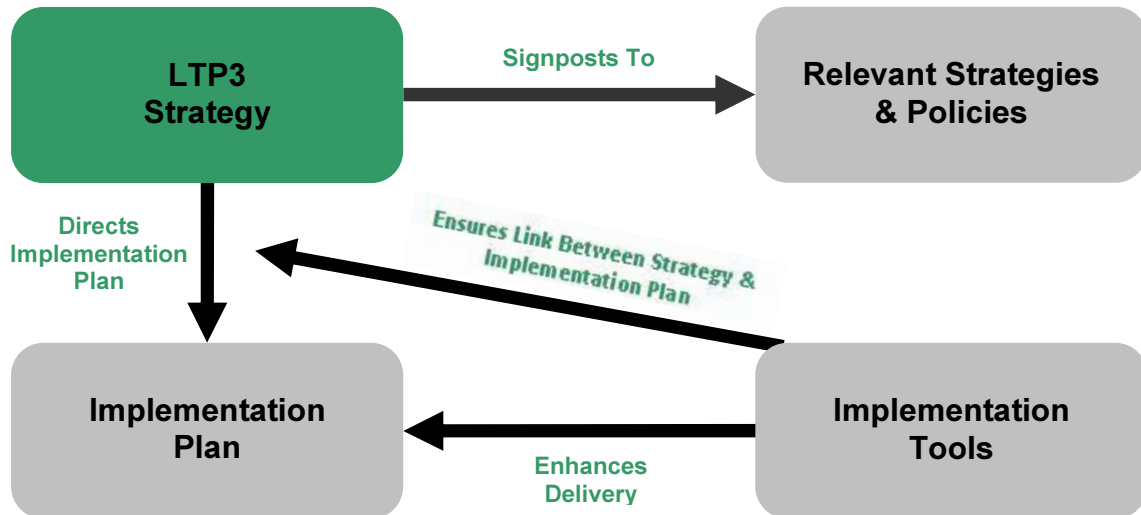 LTP3
Strategy
Signposts To
Relevant Strategies
& Policies
Directs
Implementation
Plan
Ensures Link Between Strategy &
Implementation Plan
Implementation
Plan
Enhances
Delivery
Implementation
Tools